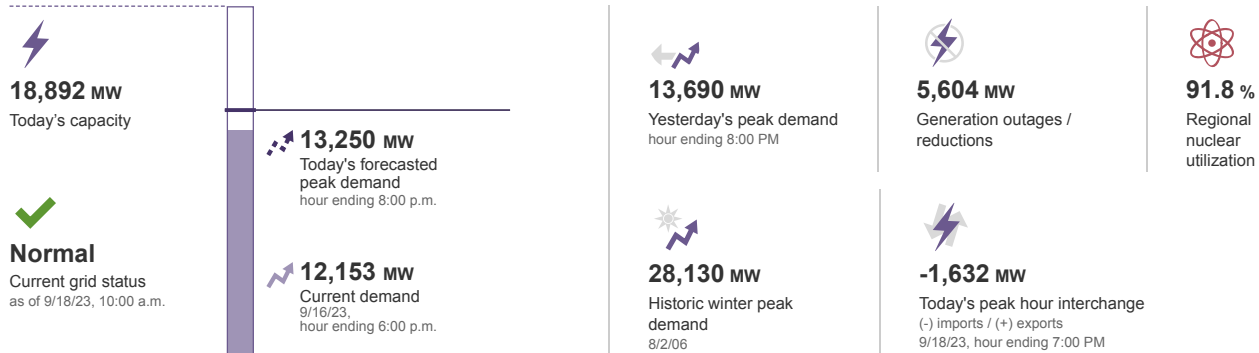 18,892 MW
Today's capacity
Normal
Current grid status
as of 9/18/23, 10:00 a.m.
13,250 MW
Today's forecasted
peak demand
hour ending 8:00 p.m.
12,153 MW
Current demand
9/16/23,
hour ending 6:00 p.m.
13,690 MW
Yesterday's peak demand
hour ending 8:00 PM
5,604 MW
Generation outages /
reductions
91.8 %
Regional
nuclear
utilization
28,130 MW
Historic winter peak
demand
8/2/06
-1,632 MW
Today's peak hour interchange
(-) imports / (+) exports
9/18/23, hour ending 7:00 PM